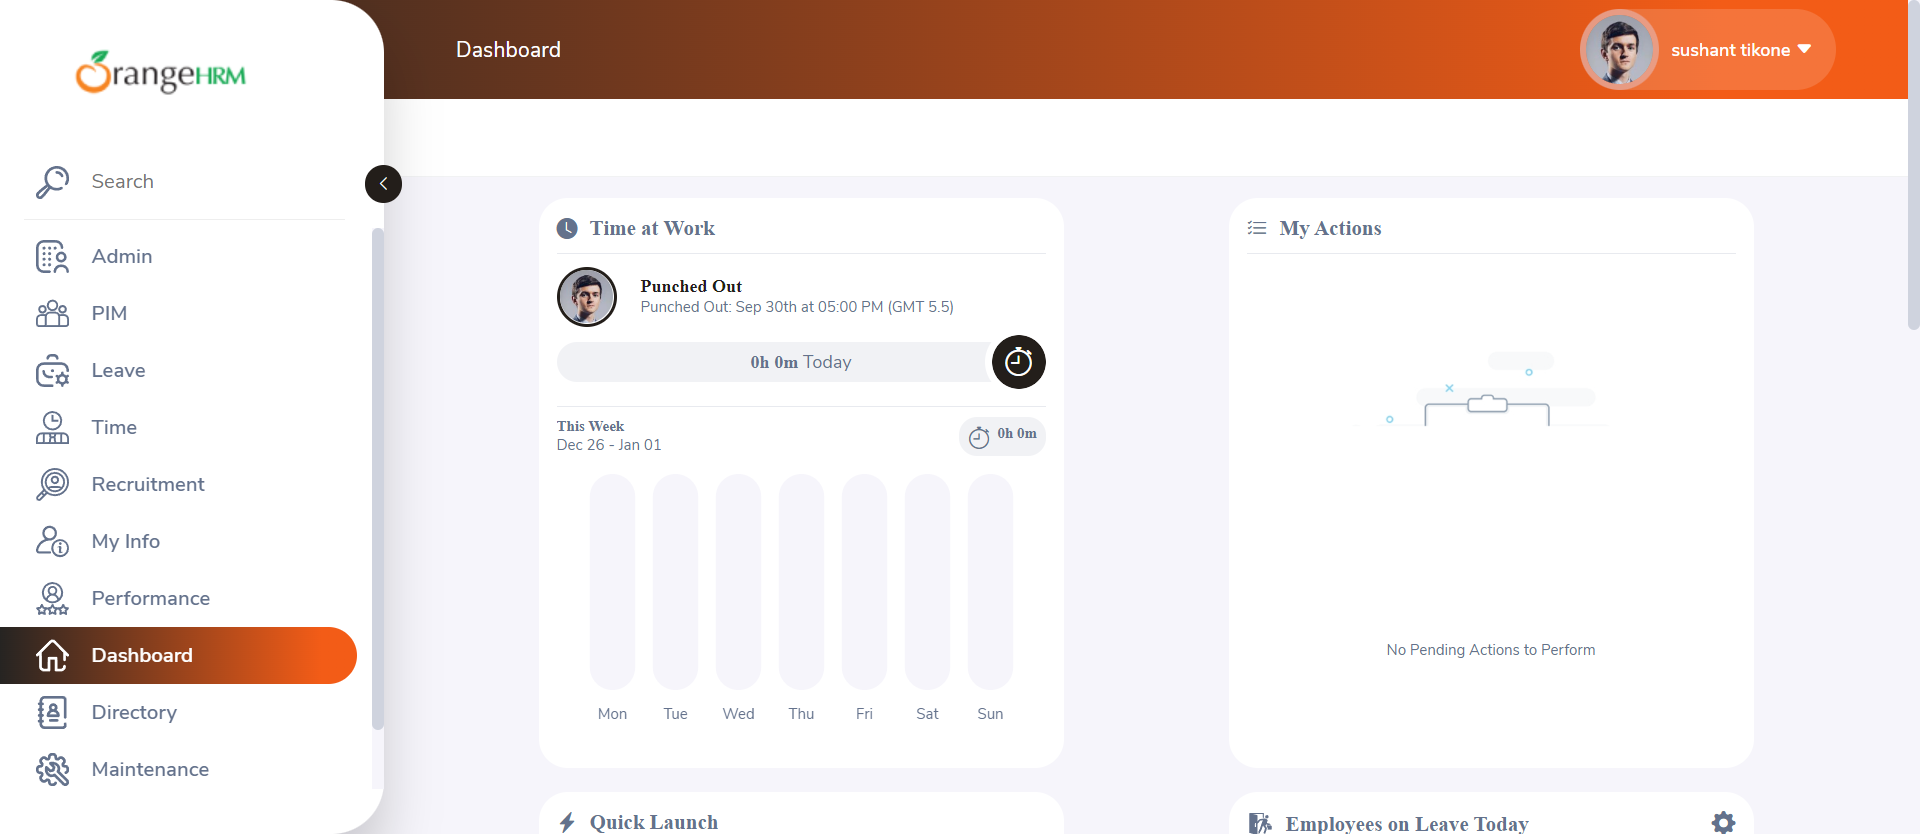 OrangeHRM
Search
Admin
PIM
Leave
Time
Recruitment
My Info
Performance
Dashboard
Directory
Maintenance
Dashboard
sushant tikone
Time at Work
Punched Out
Punched Out: Sep 30th at 05:00 PM (GMT 5.5)
0h 0m Today
This Week
Dec 26 - Jan 01
0h 0m
Mon Tue Wed Thu Fri Sat Sun
My Actions
No Pending Actions to Perform
Quick Launch
Employees on Leave Today